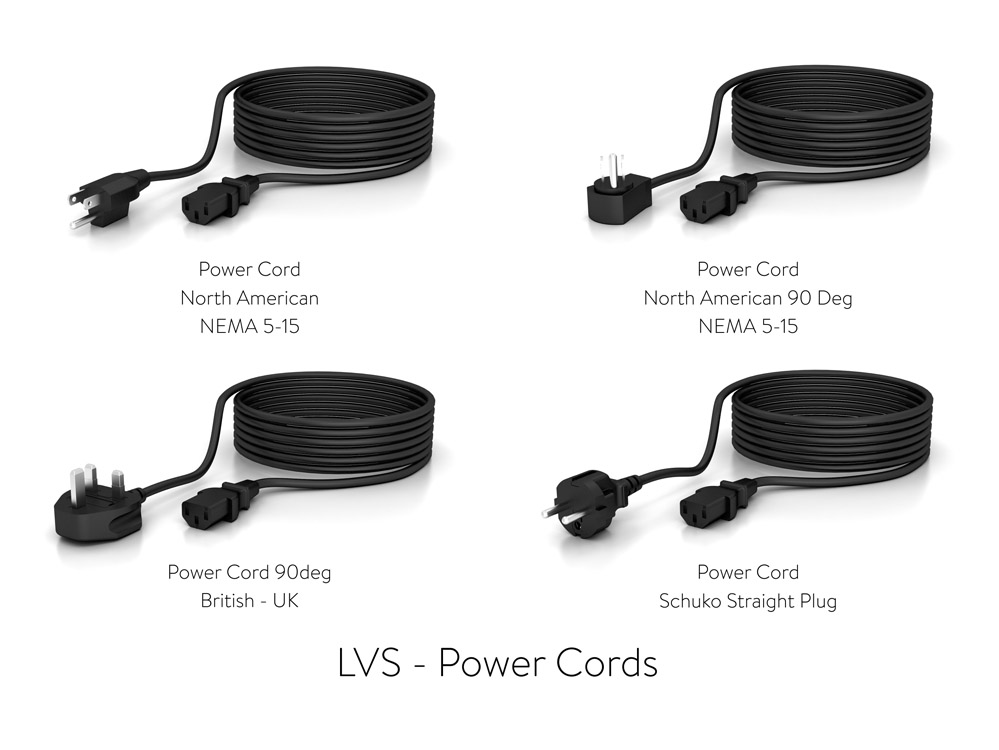 Power Cord
North American
NEMA 5-15
Power Cord
North American 90 Deg
NEMA 5-15
Power Cord 90deg
British - UK
Power Cord
Schuko Straight Plug
LVS - Power Cords